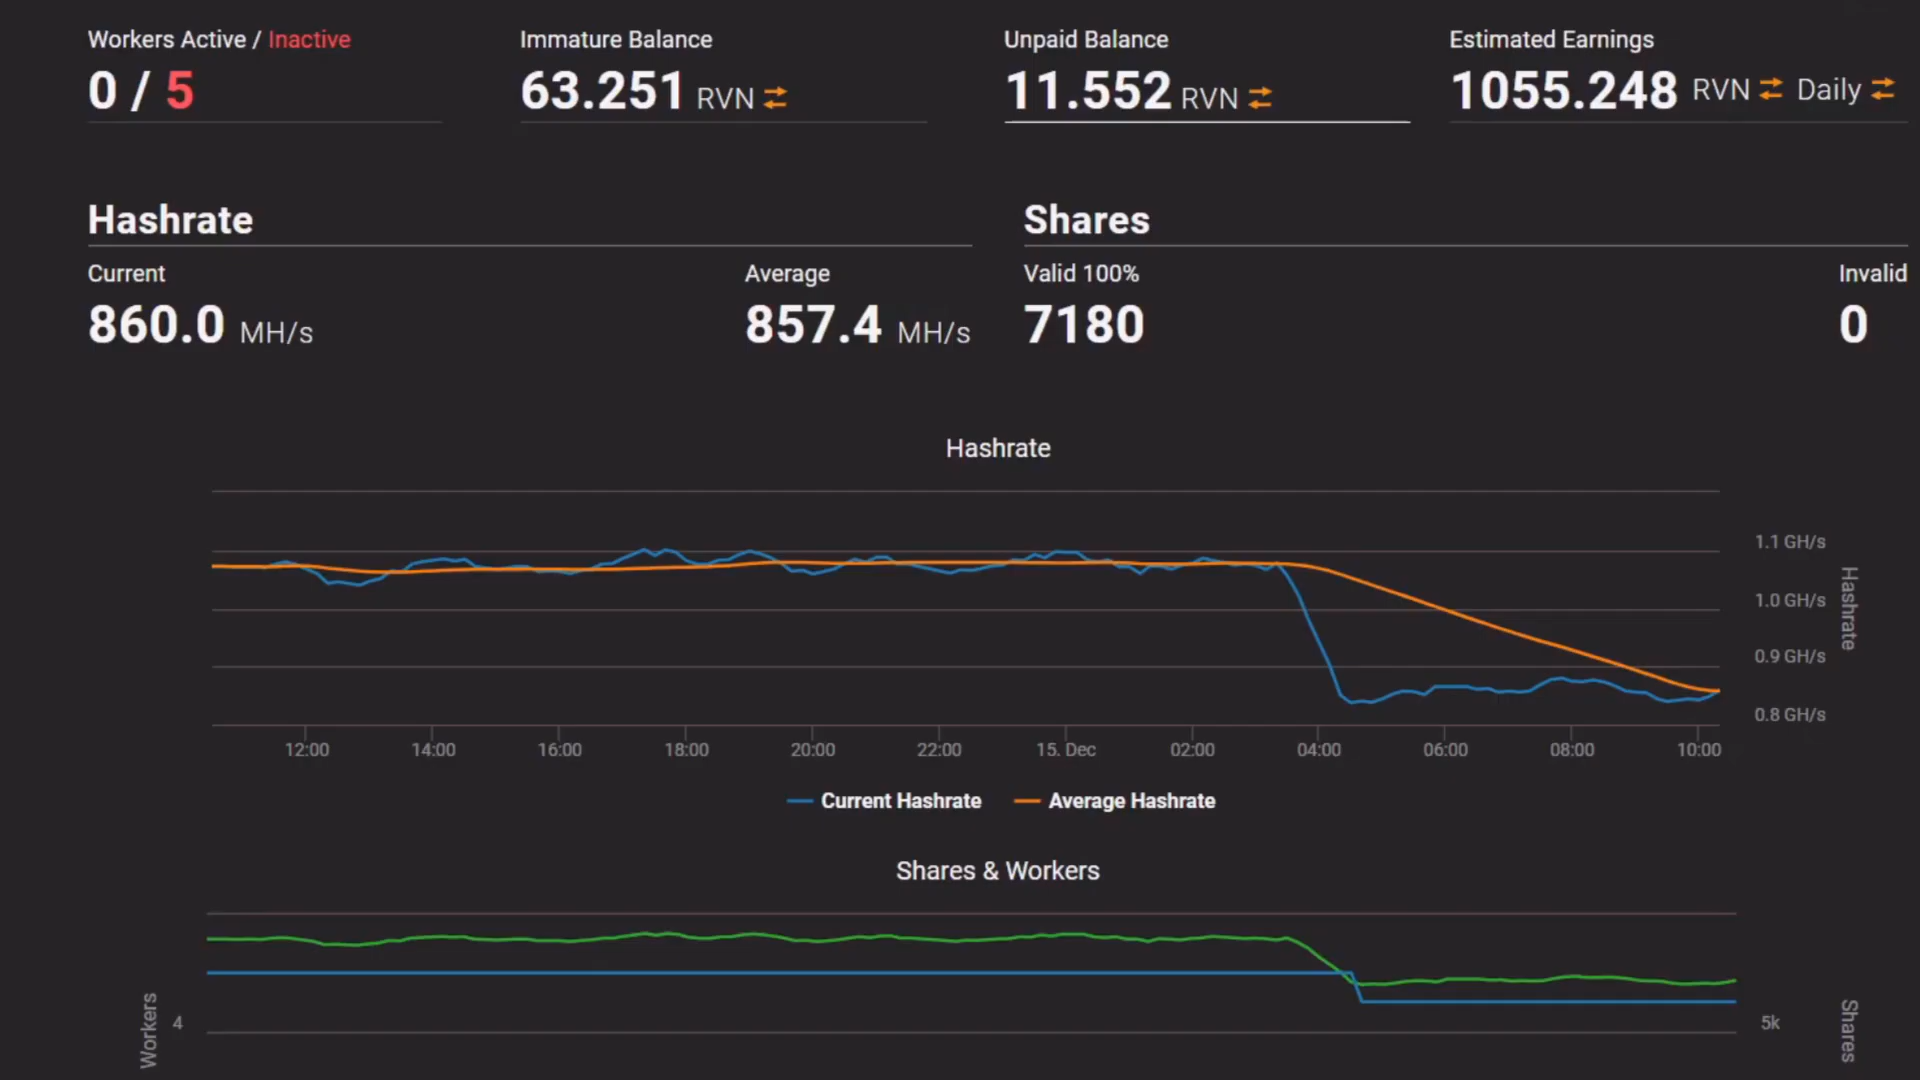 Workers Active / Inactive
0 / 5
Immature Balance
63.251 RVN
Unpaid Balance
11.552 RVN
Estimated Earnings
1055.248 RVN Daily
Hashrate
Current
860.0 MH/s
Average
857.4 MH/s
Shares
Valid 100%
7180
Invalid
0
Hashrate
1.1 GH/s
1.0 GH/s
0.9 GH/s
0.8 GH/s
Hashrate
12:00 14:00 16:00 18:00 20:00 22:00 15. Dec 02:00 04:00 06:00 08:00 10:00
Current Hashrate Average Hashrate
Shares & Workers
Workers
4
5k
Shares